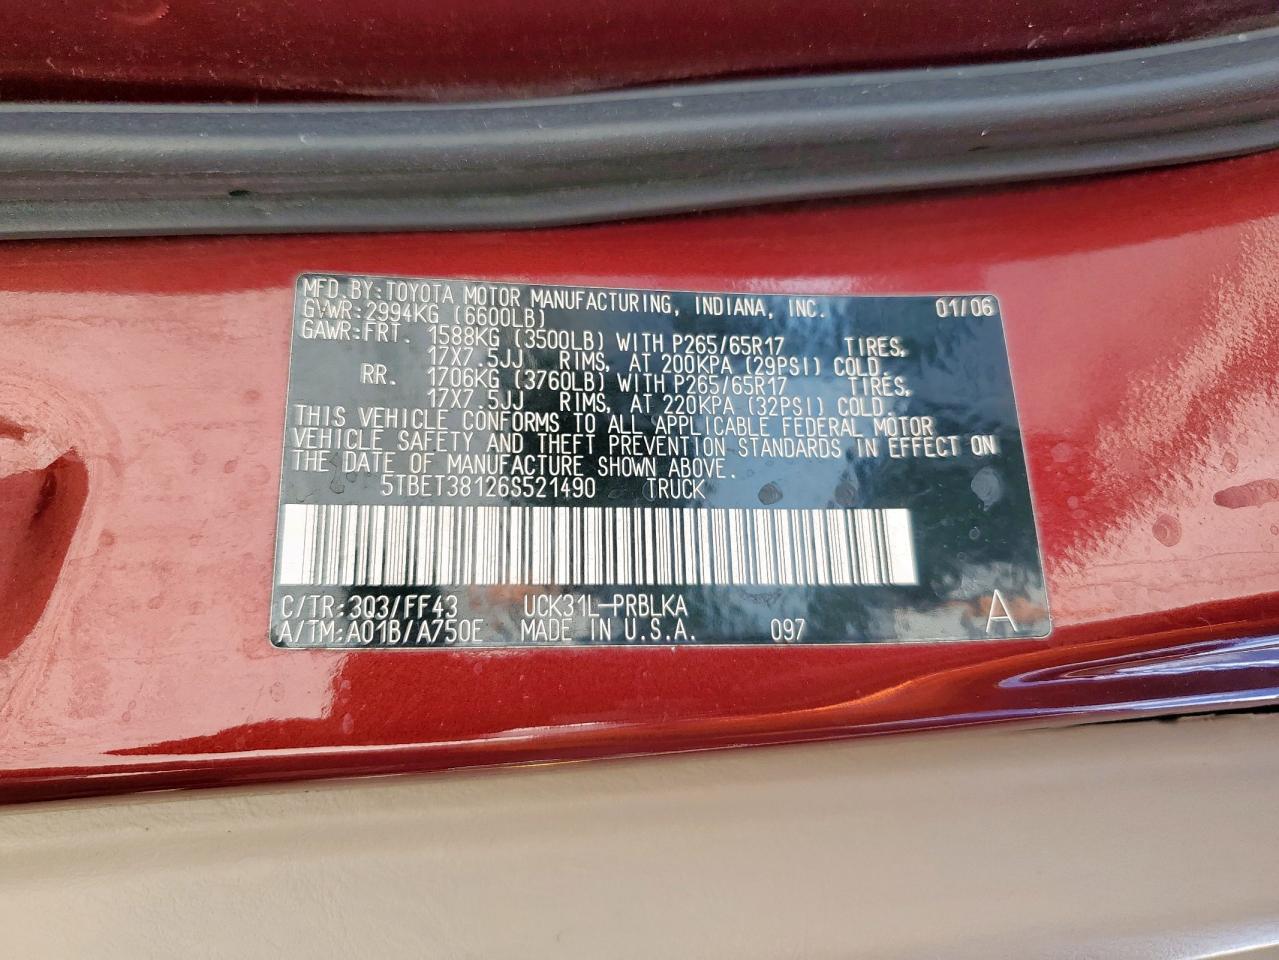 MFD.BY:TOYOTA MOTOR MANUFACTURING, INDIANA, INC. 01/06
GVWR:2994KG (6600LB)
GAWR:FRT. 1588KG (3500LB) WITH P265/65R17 TIRES,
17X7.5JJ RIMS, AT 200KPA (29PSI) COLD.
RR. 1706KG (3760LB) WITH P265/65R17 TIRES,
17X7.5JJ RIMS, AT 220KPA (32PSI) COLD.
THIS VEHICLE CONFORMS TO ALL APPLICABLE FEDERAL MOTOR
VEHICLE SAFETY AND THEFT PREVENTION STANDARDS IN EFFECT ON
THE DATE OF MANUFACTURE SHOWN ABOVE.
5TBET38126S521490 TRUCK
C/TR:3Q3/FF43 UCK31L-PRBLKA A
A/TM:A01B/A750E MADE IN U.S.A. 097